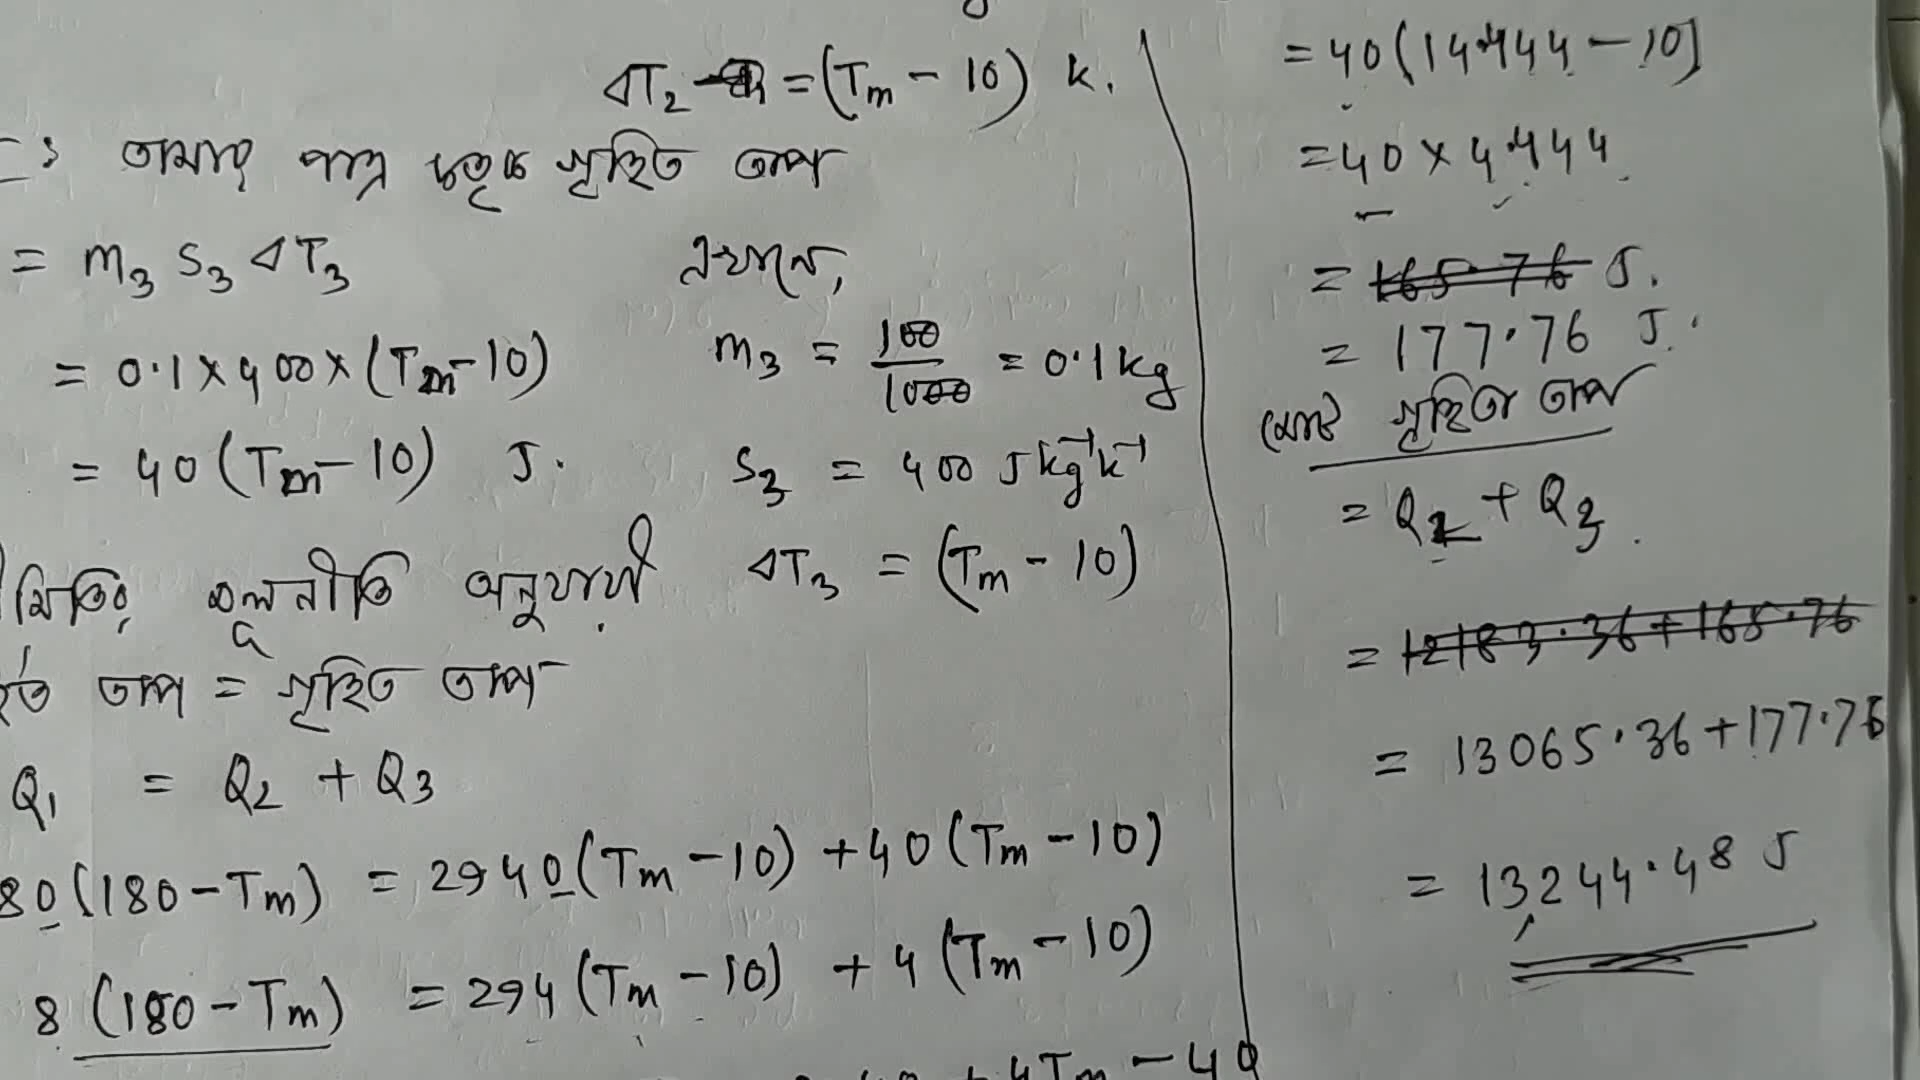 ΔT₂ = (Tm - 10) K.
ঃ তামার পাত্র কর্তৃক গৃহিত তাপ
= m₃ S₃ ΔT₃
এখানে,
= 0.1 × 400 × (Tm - 10)
m₃ = 100/1000 = 0.1 kg
= 40 (Tm - 10) J.
S₃ = 400 J kg⁻¹ K⁻¹
ΔT₃ = (Tm - 10)
মিতির মূলনীতি অনুযায়ী
তাপ = গৃহিত তাপ
Q₁ = Q₂ + Q₃
80 (180 - Tm) = 2940 (Tm - 10) + 40 (Tm - 10)
8 (180 - Tm) = 294 (Tm - 10) + 4 (Tm - 10)
+ 4Tm - 40
= 40 (14.444 - 10)
= 40 × 4.444
= 165.76 J.
= 177.76 J.
মোট গৃহিত তাপ
= Q₂ + Q₃.
= 12183.36 + 165.76
= 13065.36 + 177.76
= 13244.48 J